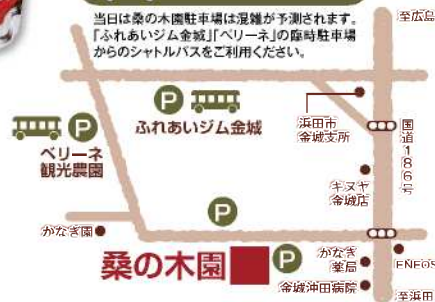 当日は桑の木園駐車場は混雑が予測されます。
「ふれあいジム金城」「ベリーネ」の臨時駐車場
からのシャトルバスをご利用ください。
至広島
P
ふれあいジム金城
P
ベリーネ
観光農園
浜田市
金城支所
国道186号
キヌヤ
金城店
P
かなぎ園
桑の木園
P
かなぎ
薬局
ENEOS
金城沖田病院
至浜田